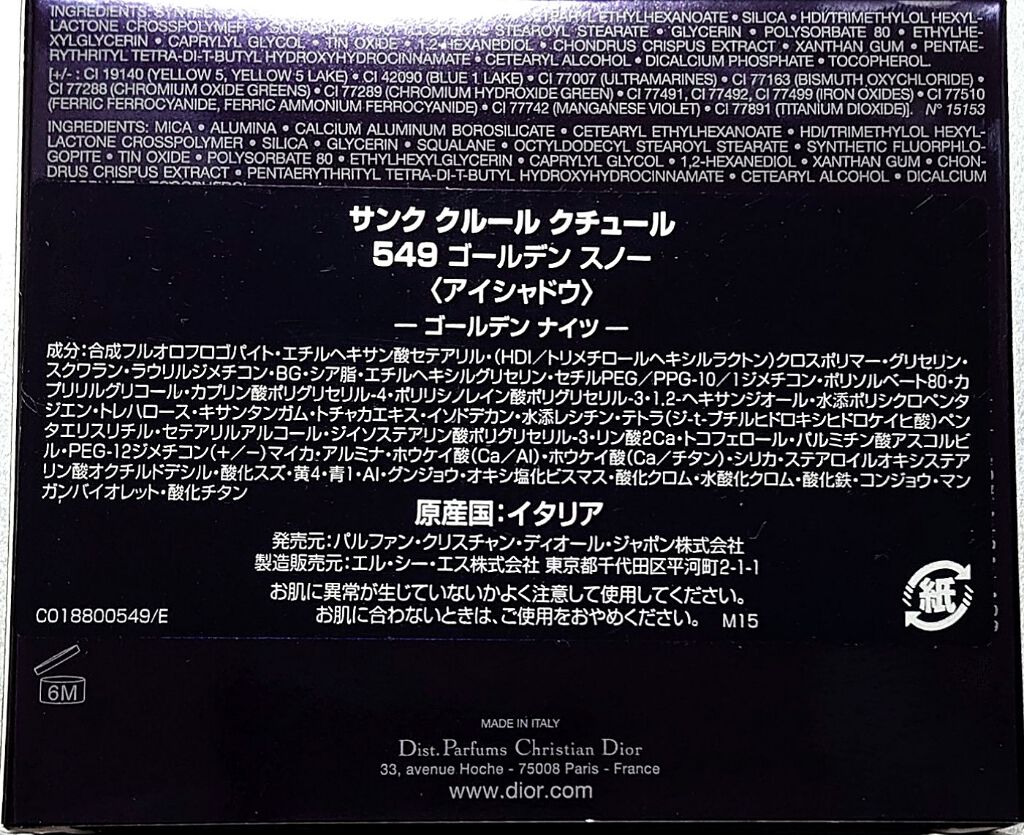 INGREDIENTS: ETHYLHEXANOATE • SILICA • HDI/TRIMETHYLOL HEXYL-
LACTONE CROSSPOLYMER • STEAROYL STEARATE • GLYCERIN • POLYSORBATE 80 • ETHYLHE-
XYLGLYCERIN • CAPRYLYL GLYCOL • TIN OXIDE • 1,2-HEXANEDIOL • CHONDRUS CRISPUS EXTRACT • XANTHAN GUM • PENTAE-
RYTHRITYL TETRA-DI-T-BUTYL HYDROXYHYDROCINNAMATE • CETEARYL ALCOHOL • DICALCIUM PHOSPHATE • TOCOPHEROL.
[+/- : CI 19140 (YELLOW 5, YELLOW 5 LAKE) • CI 42090 (BLUE 1 LAKE) • CI 77007 (ULTRAMARINES) • CI 77163 (BISMUTH OXYCHLORIDE) •
CI 77288 (CHROMIUM OXIDE GREENS) • CI 77289 (CHROMIUM HYDROXIDE GREEN) • CI 77491, CI 77492, CI 77499 (IRON OXIDES) • CI 77510
(FERRIC FERROCYANIDE, FERRIC AMMONIUM FERROCYANIDE) • CI 77742 (MANGANESE VIOLET) • CI 77891 (TITANIUM DIOXIDE)]. N° 15153
INGREDIENTS: MICA • ALUMINA • CALCIUM ALUMINUM BOROSILICATE • CETEARYL ETHYLHEXANOATE • HDI/TRIMETHYLOL HEXYL-
LACTONE CROSSPOLYMER • SILICA • GLYCERIN • SQUALANE • OCTYLDODECYL STEAROYL STEARATE • SYNTHETIC FLUORPHLO-
GOPITE • TIN OXIDE • POLYSORBATE 80 • ETHYLHEXYLGLYCERIN • CAPRYLYL GLYCOL • 1,2-HEXANEDIOL • XANTHAN GUM • CHON-
DRUS CRISPUS EXTRACT • PENTAERYTHRITYL TETRA-DI-T-BUTYL HYDROXYHYDROCINNAMATE • CETEARYL ALCOHOL • DICALCIUM
サンク クルール クチュール
549 ゴールデン スノー
〈アイシャドウ〉
— ゴールデン ナイツ —
成分：合成フルオロフロゴパイト・エチルヘキサン酸セテアリル・（HDI／トリメチロールヘキシルラクトン）クロスポリマー・グリセリン・
スクワラン・ラウリルジメチコン・BG・シア脂・エチルヘキシルグリセリン・セチルPEG／PPG-10／1ジメチコン・ポリソルベート80・カ
プリリルグリコール・カプリン酸ポリグリセリル-4・ポリリシノレイン酸ポリグリセリル-3・1,2-ヘキサンジオール・水添ポリシクロペンタ
ジエン・トレハロース・キサンタンガム・トチャカエキス・イソドデカン・水添レシチン・テトラ（ジ-t-ブチルヒドロキシヒドロケイヒ酸）ペン
タエリスリチル・セテアリルアルコール・ジイソステアリン酸ポリグリセリル-3・リン酸2Ca・トコフェロール・パルミチン酸アスコルビ
ル・PEG-12ジメチコン（+/−）マイカ・アルミナ・ホウケイ酸（Ca／Al）・ホウケイ酸（Ca／チタン）・シリカ・ステアロイルオキシステア
リン酸オクチルドデシル・酸化スズ・黄4・青1・Al・グンジョウ・オキシ塩化ビスマス・酸化クロム・水酸化クロム・酸化鉄・コンジョウ・マン
ガンバイオレット・酸化チタン
原産国：イタリア
発売元：パルファン・クリスチャン・ディオール・ジャポン株式会社
製造販売元：エル・シー・エス株式会社 東京都千代田区平河町2-1-1
お肌に異常が生じていないかよく注意して使用してください。
お肌に合わないときは、ご使用をおやめください。 M15
C018800549/E
紙
6M
MADE IN ITALY
Dist. Parfums Christian Dior
33, avenue Hoche - 75008 Paris - France
www.dior.com